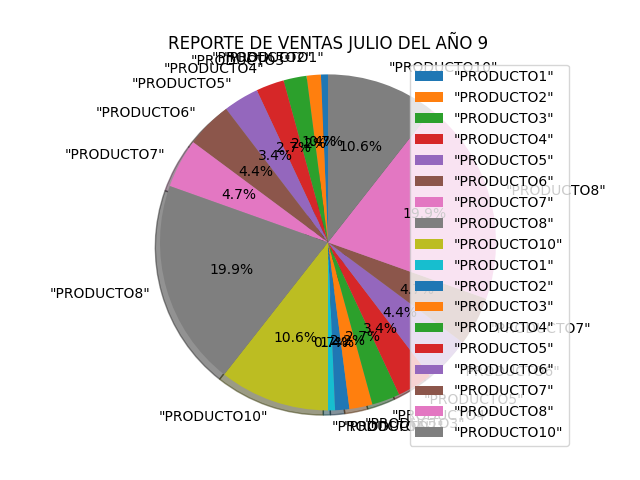 REPORTE DE VENTAS JULIO DEL AÑO 9
"PRODUCTO4"
"PRODUCTO5"
"PRODUCTO6"
"PRODUCTO7"
"PRODUCTO8"
"PRODUCTO10"
"PRODUCTO10"
"PRODUCTO8"
10.6%
2.7%
3.4%
4.4%
4.7%
19.9%
10.6%
2.7%
3.4%
4.4%
19.9%
"PRODUCTO1"
"PRODUCTO2"
"PRODUCTO3"
"PRODUCTO4"
"PRODUCTO5"
"PRODUCTO6"
"PRODUCTO7"
"PRODUCTO8"
"PRODUCTO10"
"PRODUCTO1"
"PRODUCTO2"
"PRODUCTO3"
"PRODUCTO4"
"PRODUCTO5"
"PRODUCTO6"
"PRODUCTO7"
"PRODUCTO8"
"PRODUCTO10"